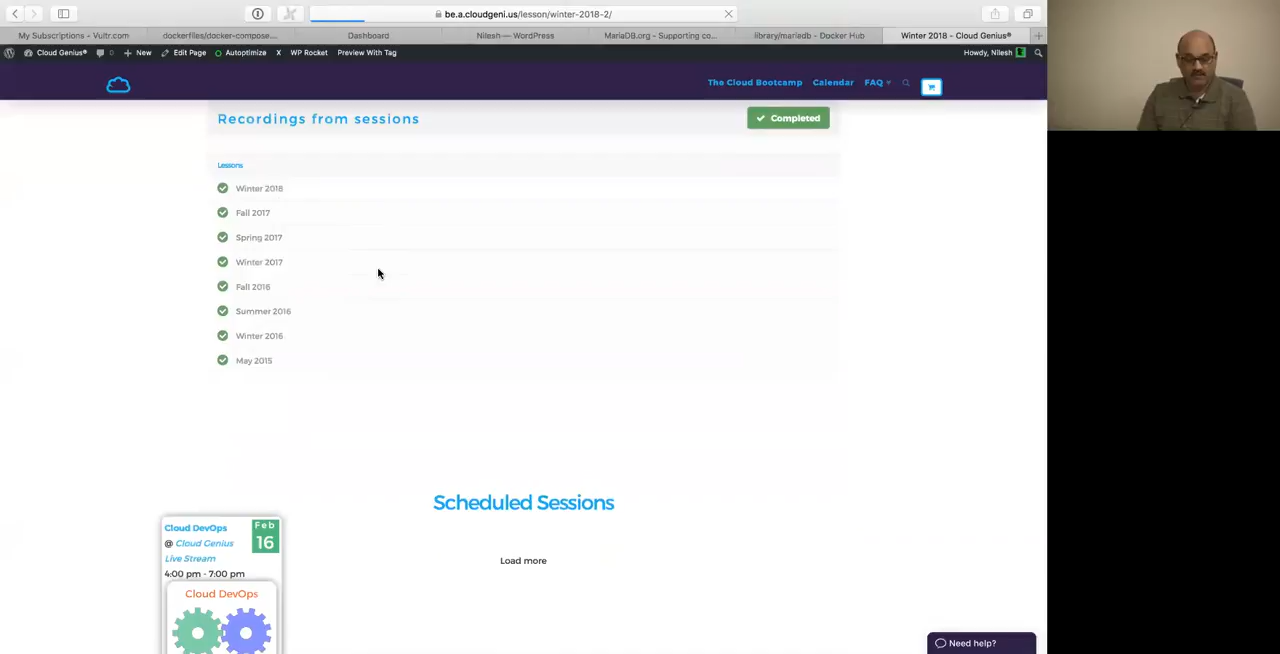 be.a.cloudgeni.us/lesson/winter-2018-2/
My Subscriptions - Vultr.com
dockerfiles/docker-compose....
Dashboard
Nilesh — WordPress
MariaDB.org - Supporting co...
library/mariadb - Docker Hub
Winter 2018 - Cloud Genius®
Cloud Genius®
0
New
Edit Page
Autoptimize
X
WP Rocket
Preview With Tag
Howdy, Nilesh
The Cloud Bootcamp
Calendar
FAQ
Recordings from sessions
Completed
Lessons
Winter 2018
Fall 2017
Spring 2017
Winter 2017
Fall 2016
Summer 2016
Winter 2016
May 2015
Scheduled Sessions
Load more
Cloud DevOps
Feb
16
@ Cloud Genius
Live Stream
4:00 pm - 7:00 pm
Cloud DevOps
Need help?